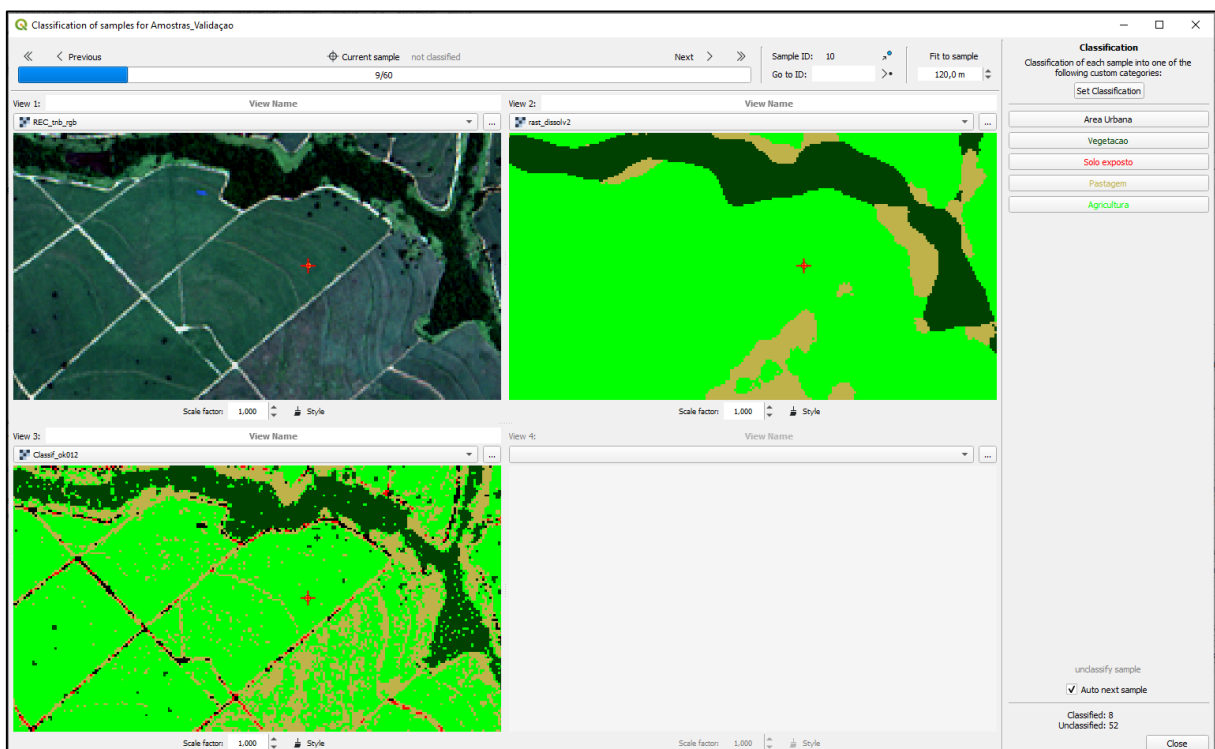 Classification of samples for Amostras_Validaçao
Previous
Current sample not classified
Next
Sample ID: 10
Fit to sample
9/60
Go to ID:
120,0 m
Classification
Classification of each sample into one of the
following custom categories:
Set Classification
Area Urbana
Vegetacao
Solo exposto
Pastagem
Agricultura
View 1: View Name
REC_tnb_rgb
...
Scale factor: 1,000 Style
View 2: View Name
rast_dissolv2
...
Scale factor: 1,000 Style
View 3: View Name
Classif_ok012
...
Scale factor: 1,000 Style
View 4: View Name
...
Scale factor: 1,000 Style
unclassify sample
Auto next sample
Classified: 8
Unclassified: 52
Close